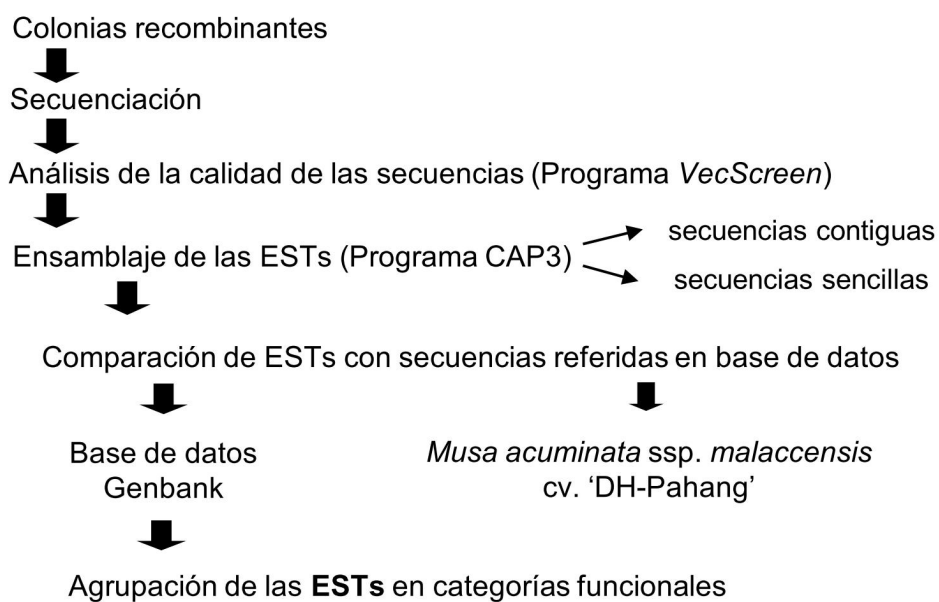 Colonias recombinantes
Secuenciación
Análisis de la calidad de las secuencias (Programa VecScreen)
Ensamblaje de las ESTs (Programa CAP3)
secuencias contiguas
secuencias sencillas
Comparación de ESTs con secuencias referidas en base de datos
Base de datos
Genbank
Musa acuminata ssp. malaccensis
cv. ‘DH-Pahang’
Agrupación de las ESTs en categorías funcionales